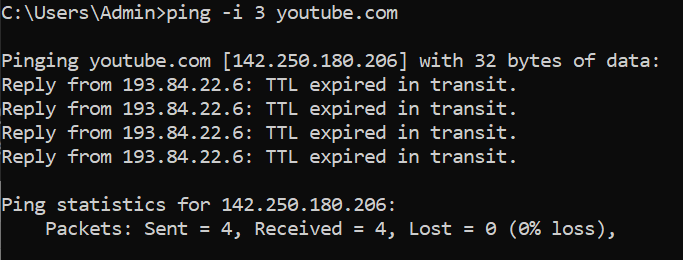 C:\Users\Admin>ping -i 3 youtube.com
Pinging youtube.com [142.250.180.206] with 32 bytes of data:
Reply from 193.84.22.6: TTL expired in transit.
Reply from 193.84.22.6: TTL expired in transit.
Reply from 193.84.22.6: TTL expired in transit.
Reply from 193.84.22.6: TTL expired in transit.
Ping statistics for 142.250.180.206:
    Packets: Sent = 4, Received = 4, Lost = 0 (0% loss),